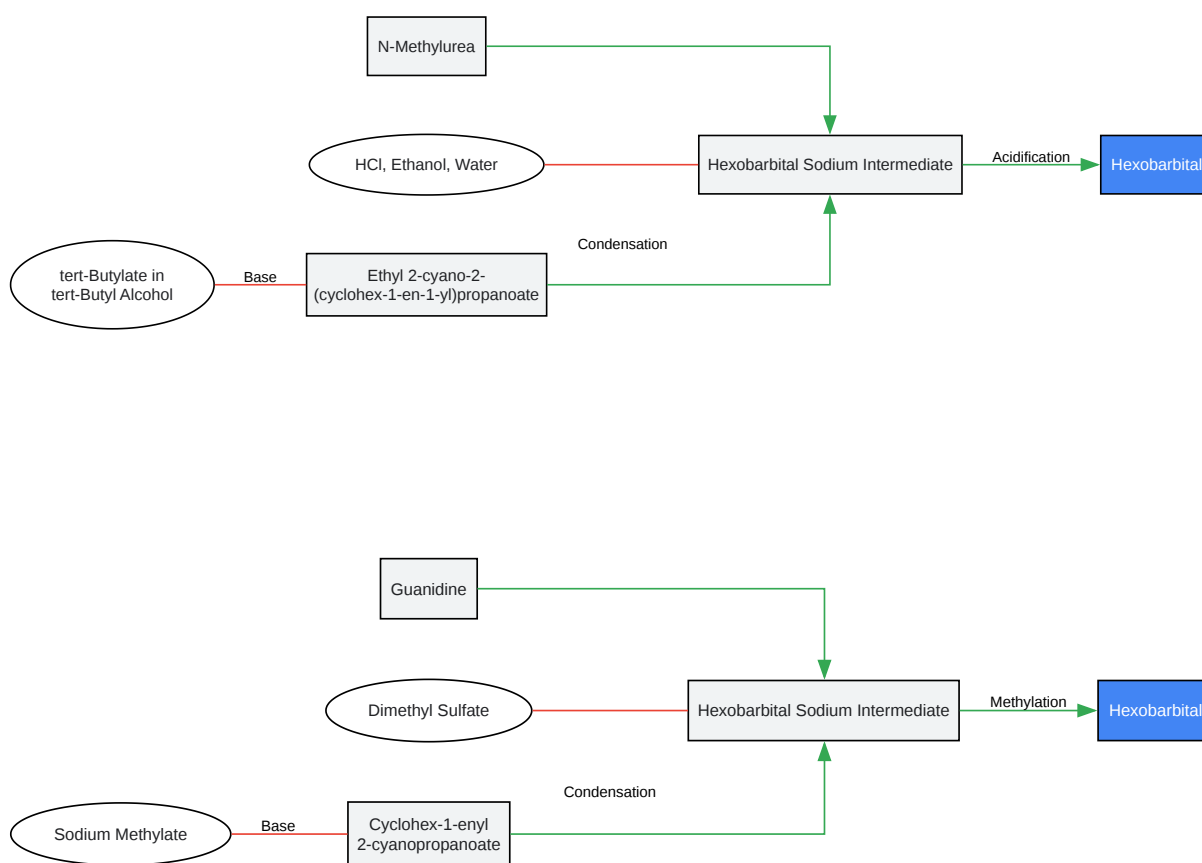 N-Methylurea
HCl, Ethanol, Water
Hexobarbital Sodium Intermediate
Acidification
Hexobarbital
Condensation
tert-Butylate in
tert-Butyl Alcohol
Base
Ethyl 2-cyano-2-
(cyclohex-1-en-1-yl)propanoate
Guanidine
Dimethyl Sulfate
Hexobarbital Sodium Intermediate
Methylation
Hexobarbital
Condensation
Sodium Methylate
Base
Cyclohex-1-enyl
2-cyanopropanoate